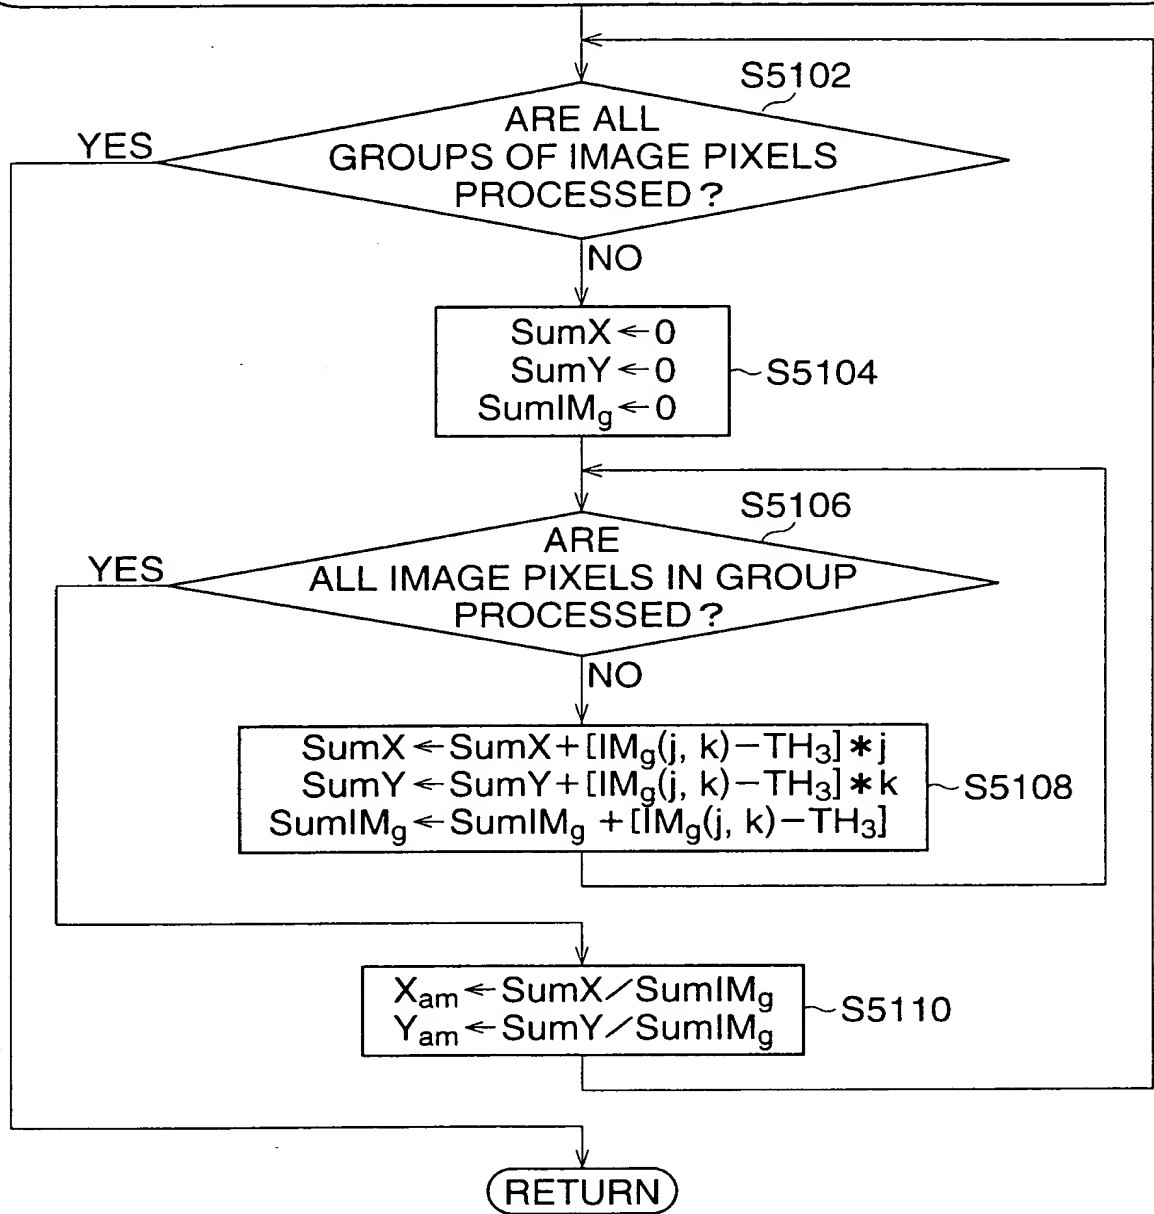 S5102
ARE ALL
YES
GROUPS OF IMAGE PIXELS
PROCESSED?
NO
SumX←0
SumY←0
S5104
SumIMg←0
S5106
ARE
YES
ALL IMAGE PIXELS IN GROUP
PROCESSED?
NO
SumX←SumX+[IMg(j, k)−TH3]*j
SumY←SumY+[IMg(j, k)−TH3]*k
S5108
SumIMg←SumIMg+[IMg(j, k)−TH3]
Xam←SumX/SumIMg
S5110
Yam←SumY/SumIMg
RETURN